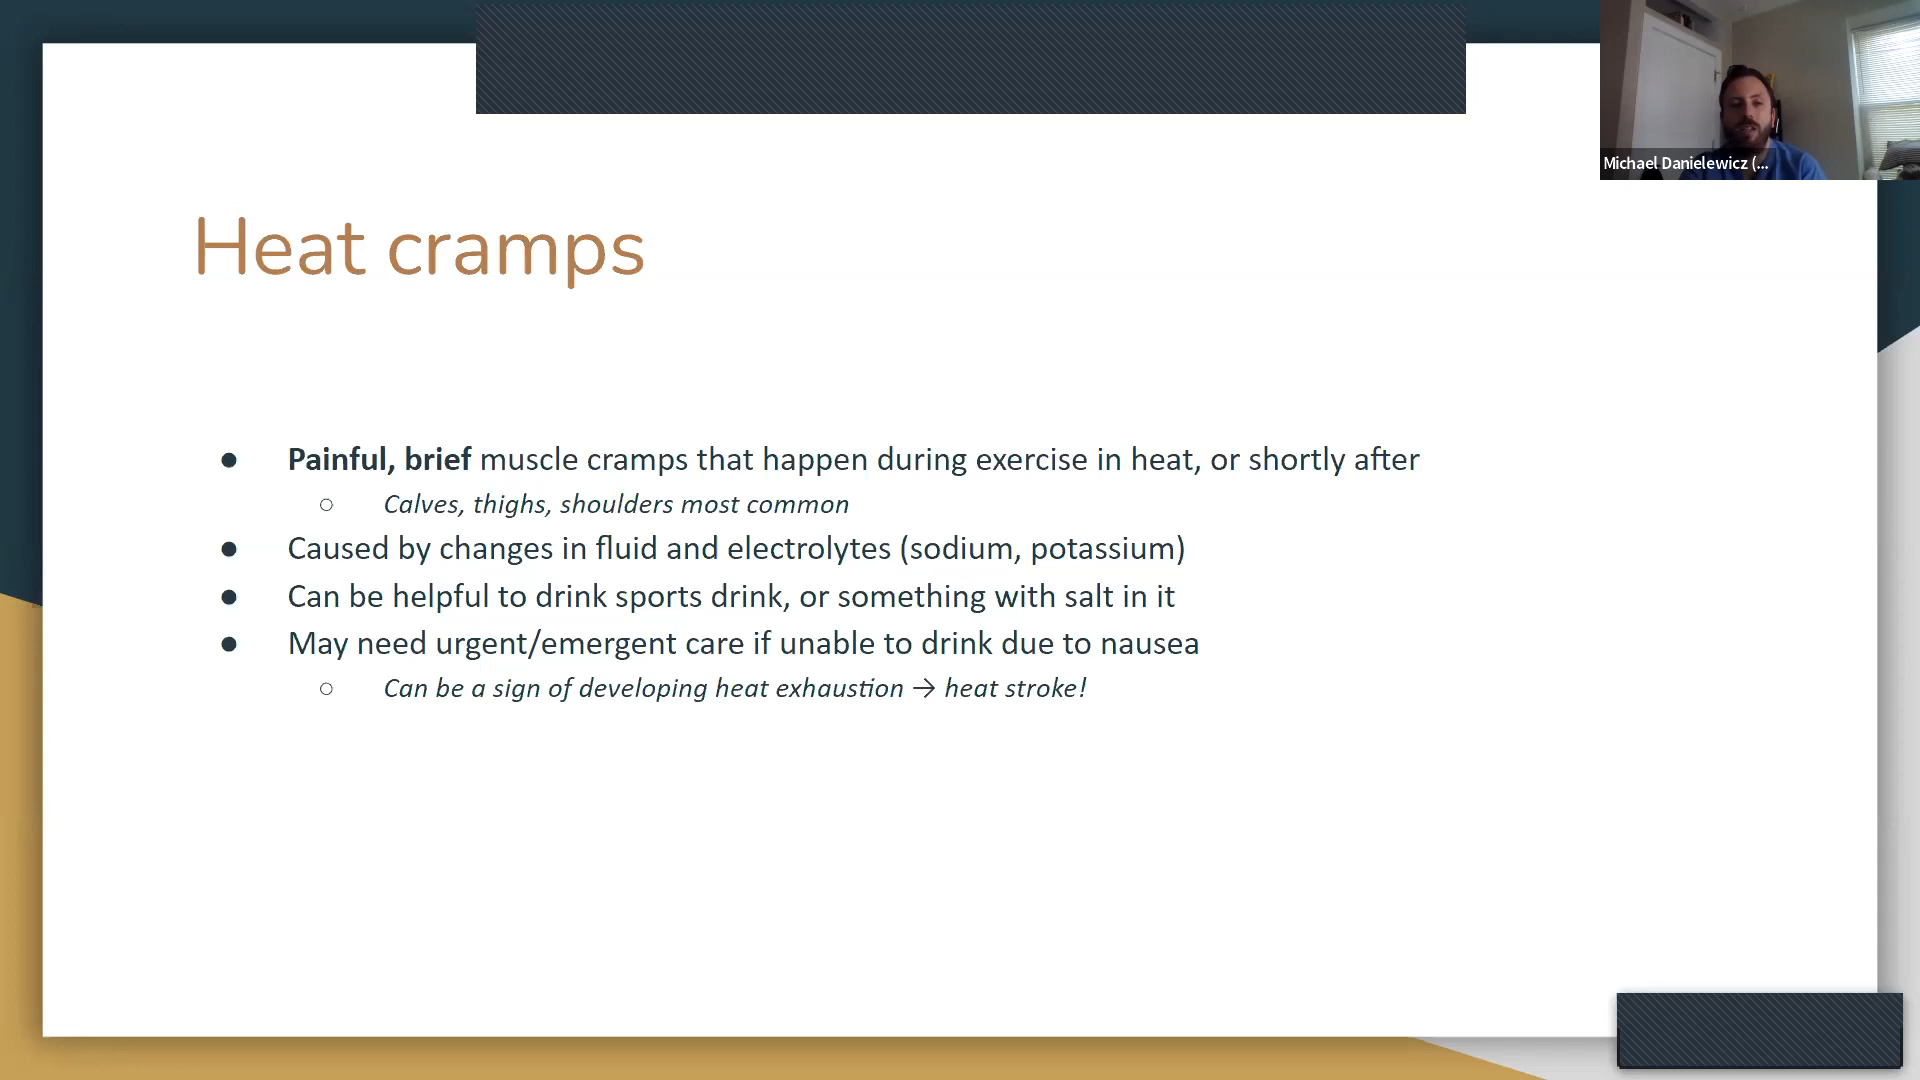 Michael Danielewicz (...
Heat cramps
● Painful, brief muscle cramps that happen during exercise in heat, or shortly after
○ Calves, thighs, shoulders most common
● Caused by changes in fluid and electrolytes (sodium, potassium)
● Can be helpful to drink sports drink, or something with salt in it
● May need urgent/emergent care if unable to drink due to nausea
○ Can be a sign of developing heat exhaustion → heat stroke!